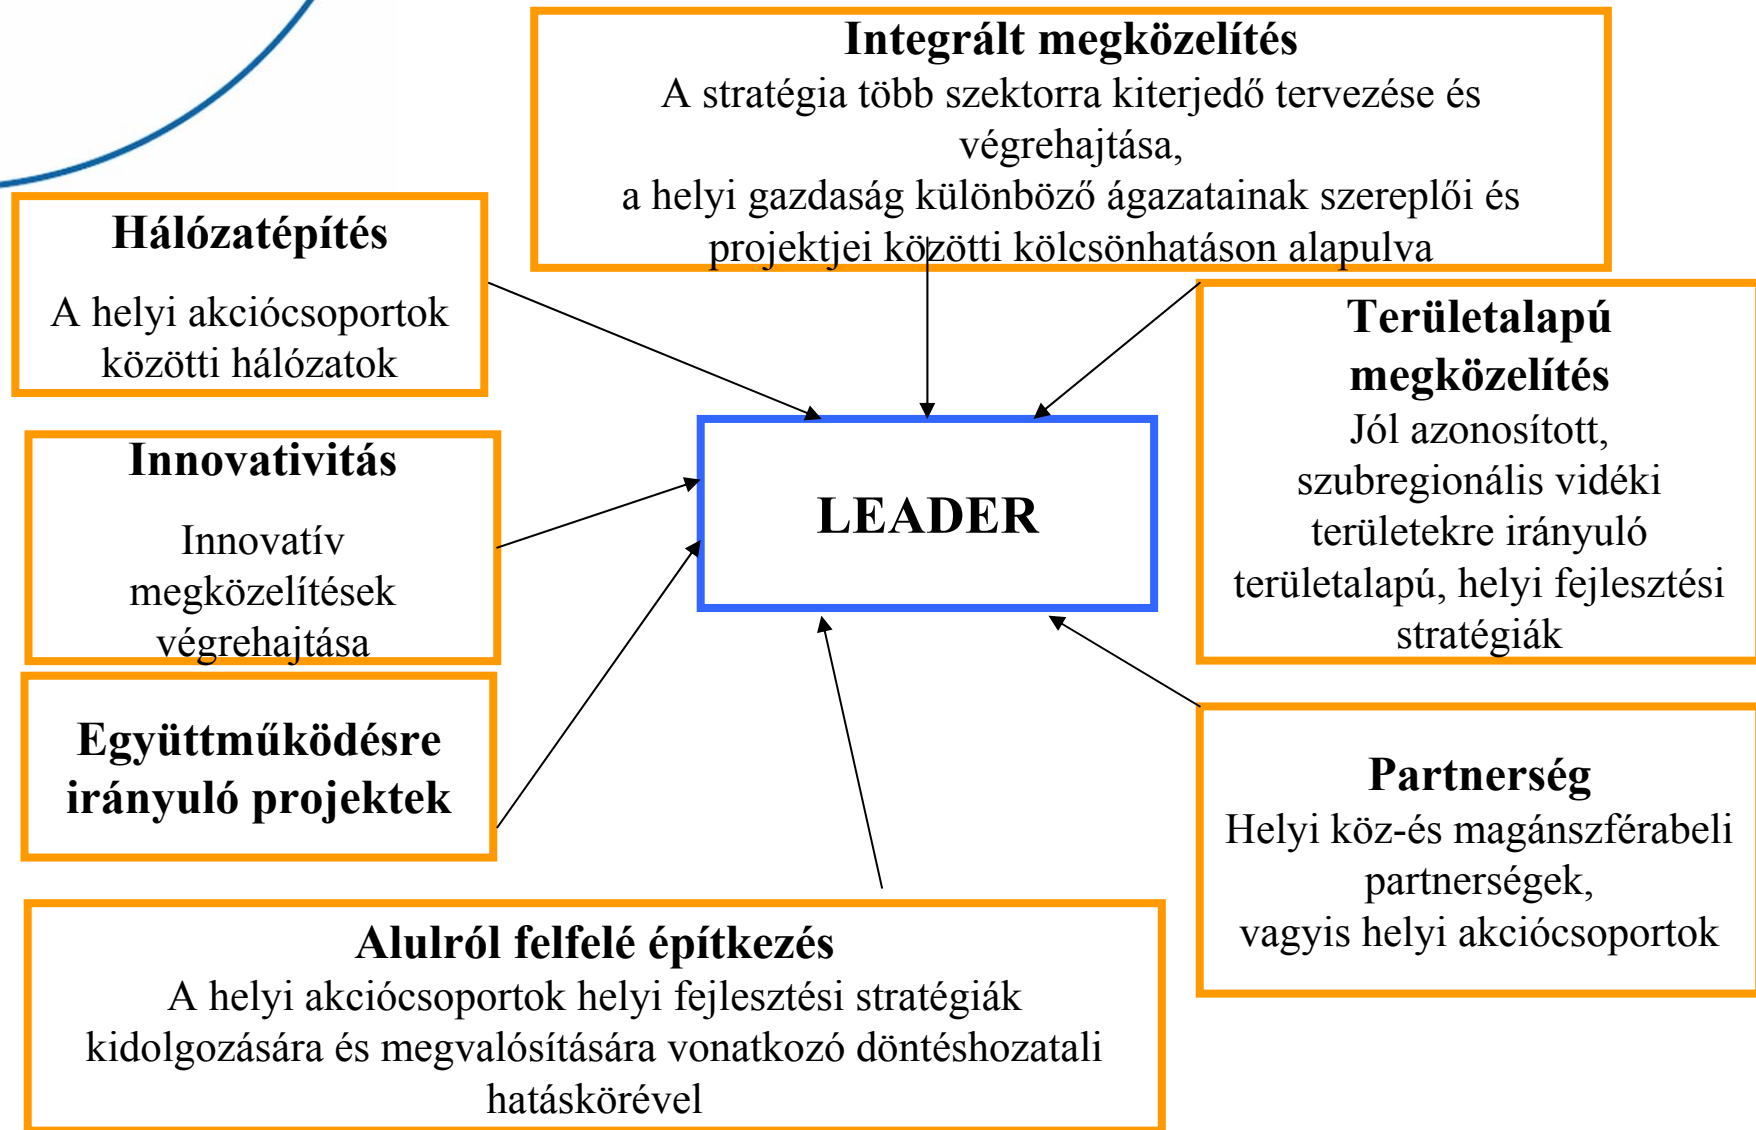 Integrált megközelítés
A stratégia több szektorra kiterjedő tervezése és
végrehajtása,
a helyi gazdaság különböző ágazatainak szereplői és
projektjei közötti kölcsönhatáson alapulva
Hálózatépítés
A helyi akciócsoportok
közötti hálózatok
Területalapú
megközelítés
Jól azonosított,
szubregionális vidéki
területekre irányuló
területalapú, helyi fejlesztési
stratégiák
Innovativitás
Innovatív
megközelítések
végrehajtása
LEADER
Együttműködésre
irányuló projektek
Partnerség
Helyi köz-és magánszférabeli
partnerségek,
vagyis helyi akciócsoportok
Alulról felfelé építkezés
A helyi akciócsoportok helyi fejlesztési stratégiák
kidolgozására és megvalósítására vonatkozó döntéshozatali
hatáskörével